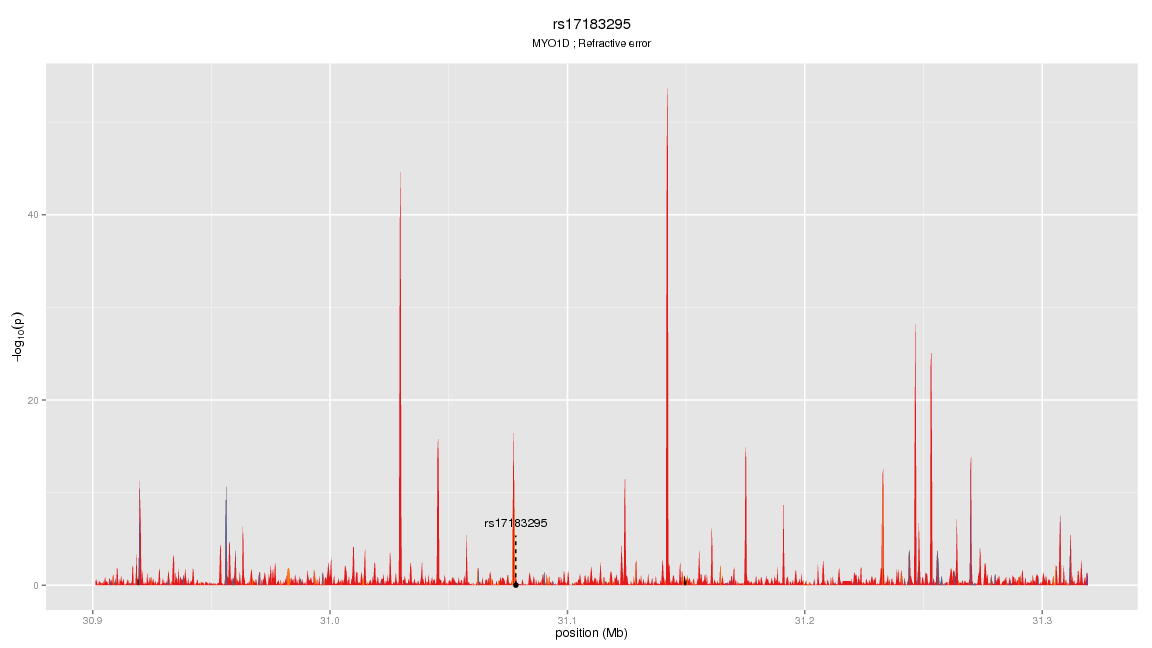 rs17183295
MYO1D ; Refractive error
40
20
0
−log10(p)
rs17183295
30.9
31.0
31.1
31.2
31.3
position (Mb)